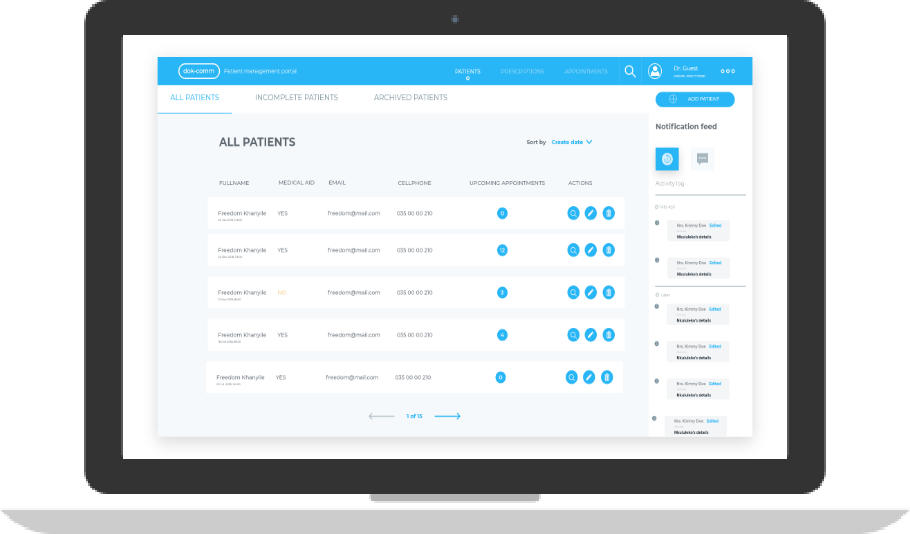 dok-comm Patient management portal PATIENTS PRESCRIPTIONS APPOINTMENTS Dr. Guest
ALL PATIENTS INCOMPLETE PATIENTS ARCHIVED PATIENTS ADD PATIENT
Notification feed
ALL PATIENTS Sort by Create date
Activity log
FULLNAME MEDICAL AID EMAIL CELLPHONE UPCOMING APPOINTMENTS ACTIONS
Freedom Khanyile YES freedom@mail.com 035 00 00 210 0
Freedom Khanyile YES freedom@mail.com 035 00 00 210 12
Freedom Khanyile NO freedom@mail.com 035 00 00 210 3
Freedom Khanyile YES freedom@mail.com 035 00 00 210 4
Freedom Khanyile YES freedom@mail.com 035 00 00 210 0
1 of 13
Mrs. Kimmy Doe Edited
Nkululeko's details
Mrs. Kimmy Doe Edited
Nkululeko's details
Mrs. Kimmy Doe Edited
Nkululeko's details
Mrs. Kimmy Doe Edited
Nkululeko's details
Mrs. Kimmy Doe Edited
Nkululeko's details
Mrs. Kimmy Doe Edited
Nkululeko's details